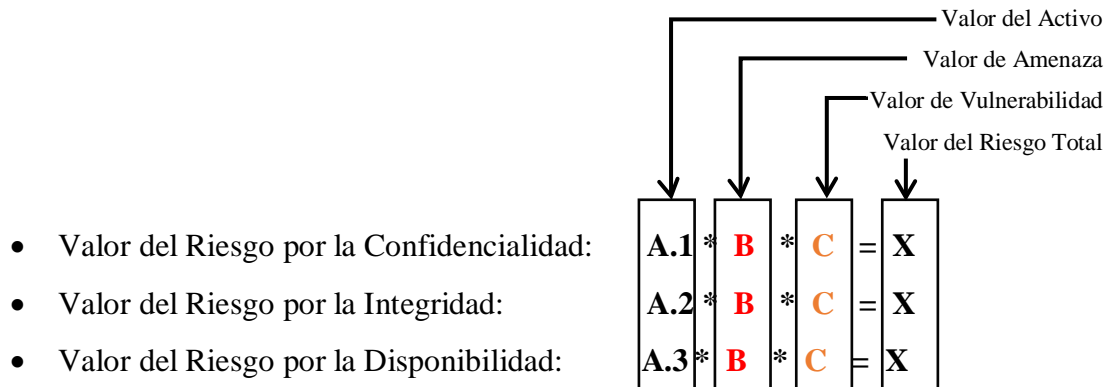 Valor del Activo
Valor de Amenaza
Valor de Vulnerabilidad
Valor del Riesgo Total
• Valor del Riesgo por la Confidencialidad: A.1 * B * C = X
• Valor del Riesgo por la Integridad: A.2 * B * C = X
• Valor del Riesgo por la Disponibilidad: A.3 * B * C = X